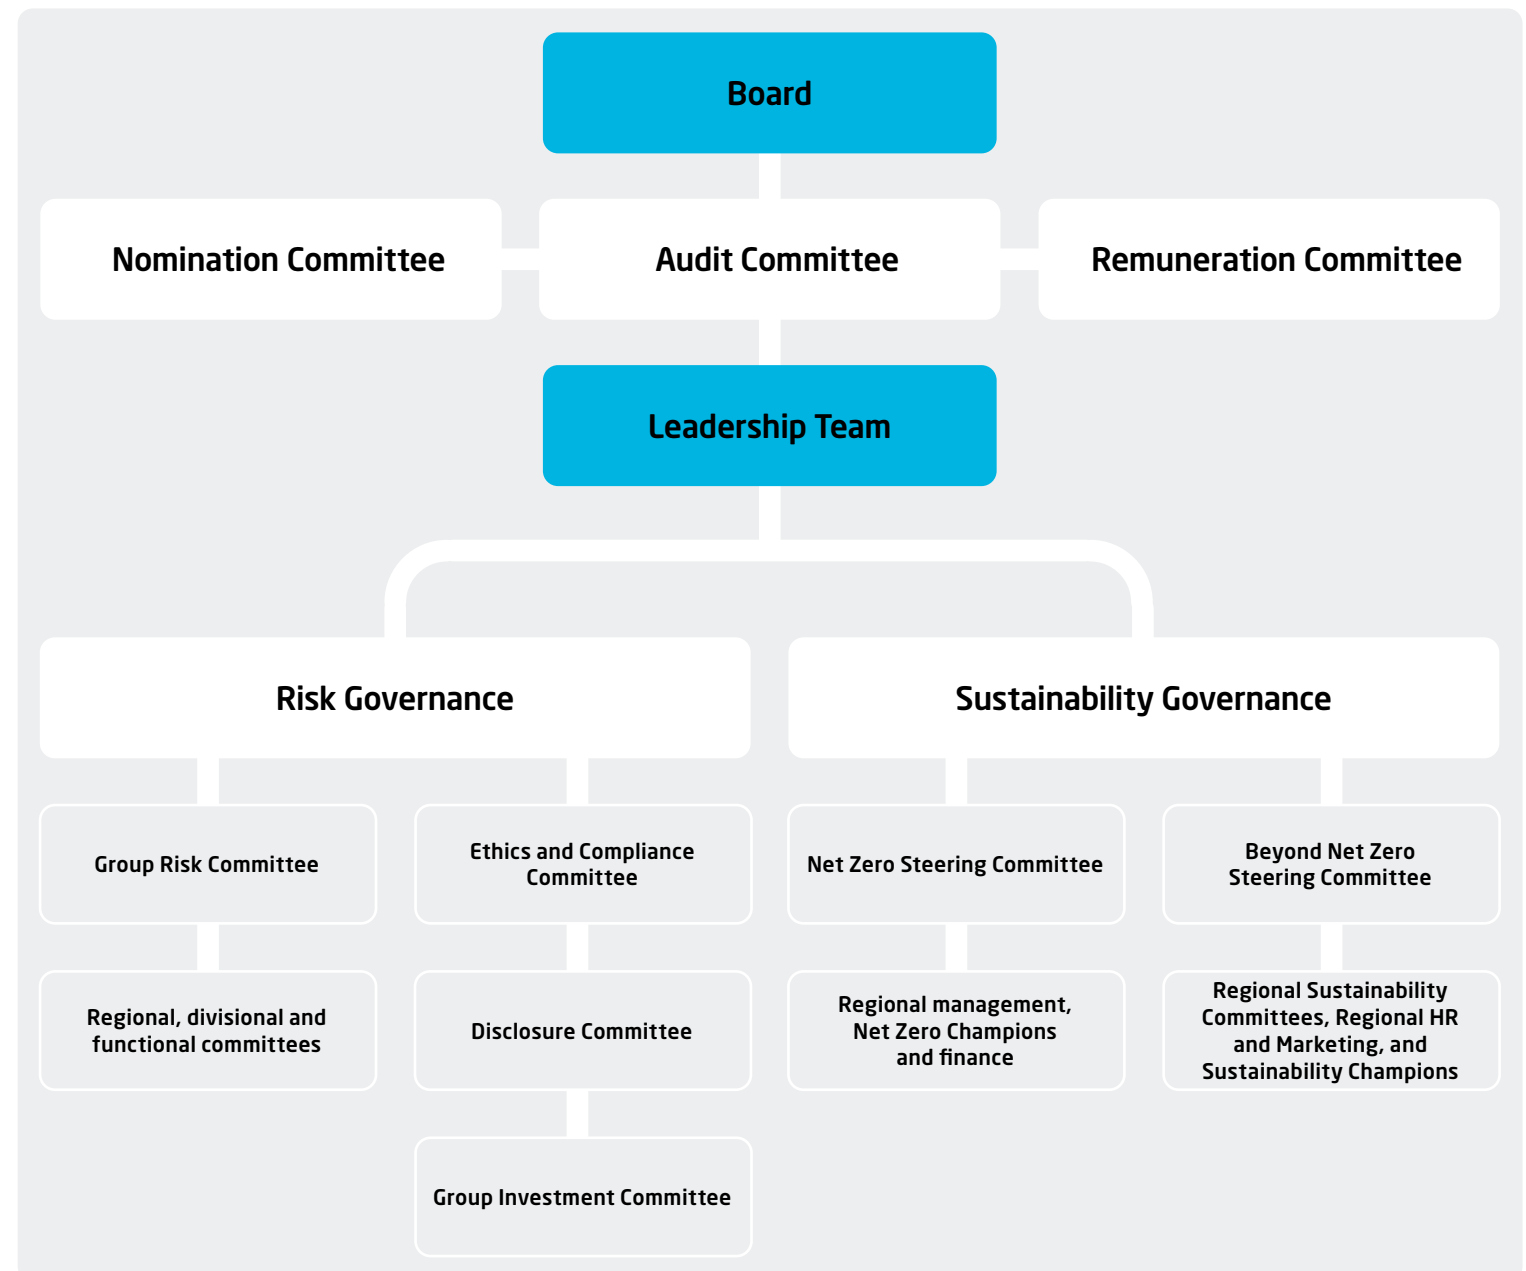 Board
Nomination Committee
Audit Committee
Remuneration Committee
Leadership Team
Risk Governance
Sustainability Governance
Group Risk Committee
Ethics and Compliance
Committee
Net Zero Steering Committee
Beyond Net Zero
Steering Committee
Regional, divisional and
functional committees
Disclosure Committee
Regional management,
Net Zero Champions
and finance
Regional Sustainability
Committees, Regional HR
and Marketing, and
Sustainability Champions
Group Investment Committee